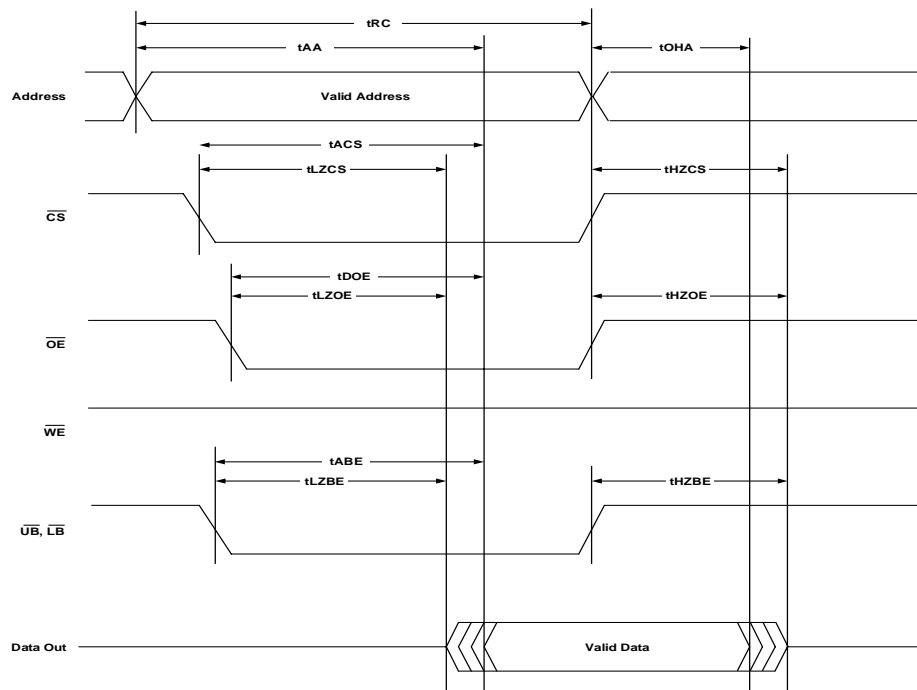 tRC
tAA
tOHA
Address
Valid Address
tACS
tLZCS
tHZCS
CS
tDOE
tLZOE
tHZOE
OE
WE
tABE
tLZBE
tHZBE
UB, LB
Data Out
Valid Data